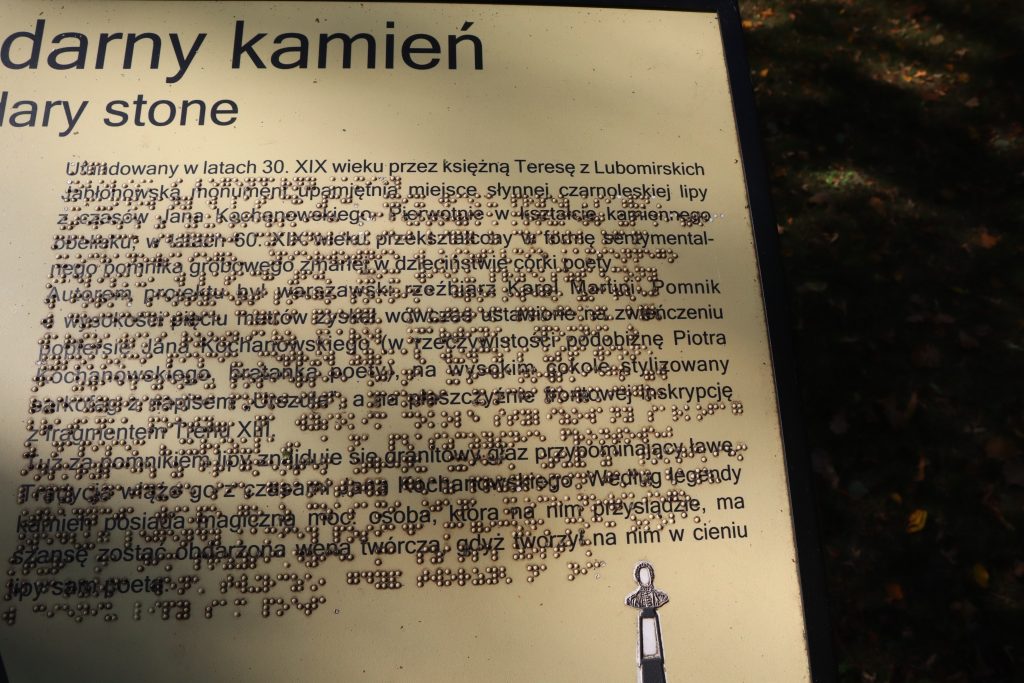 darny kamień
dary stone
Ufundowany w latach 30. XIX wieku przez księżną Teresę z Lubomirskich
Jabłonowską monument upamiętnia miejsce słynnej czarnoleskiej lipy
z czasów Jana Kochanowskiego. Pierwotnie w kształcie kamiennego
obelisku, w latach 60. XIX wieku przekształcony w formę sentymental-
nego pomnika grobowego zmarłej w dzieciństwie córki poety.
Autorem projektu był warszawski rzeźbiarz Karol Martini. Pomnik
o wysokości pięciu metrów zyskał wówczas ustawione na zwieńczeniu
popiersie Jana Kochanowskiego (w rzeczywistości podobiznę Piotra
Kochanowskiego, bratanka poety), na wysokim cokole stylizowany
sarkofag z napisem „Urszula", a na płaszczyźnie frontowej inskrypcję
z fragmentem Trenu XIII.
Tuż za pomnikiem lipy znajduje się granitowy głaz przypominający ławę.
Tradycja wiąże go z czasami Jana Kochanowskiego. Według legendy
kamień posiada magiczną moc: osoba, która na nim przysiądzie, ma
szansę zostać obdarzona weną twórczą, gdyż tworzył na nim w cieniu
lipy sam poeta.